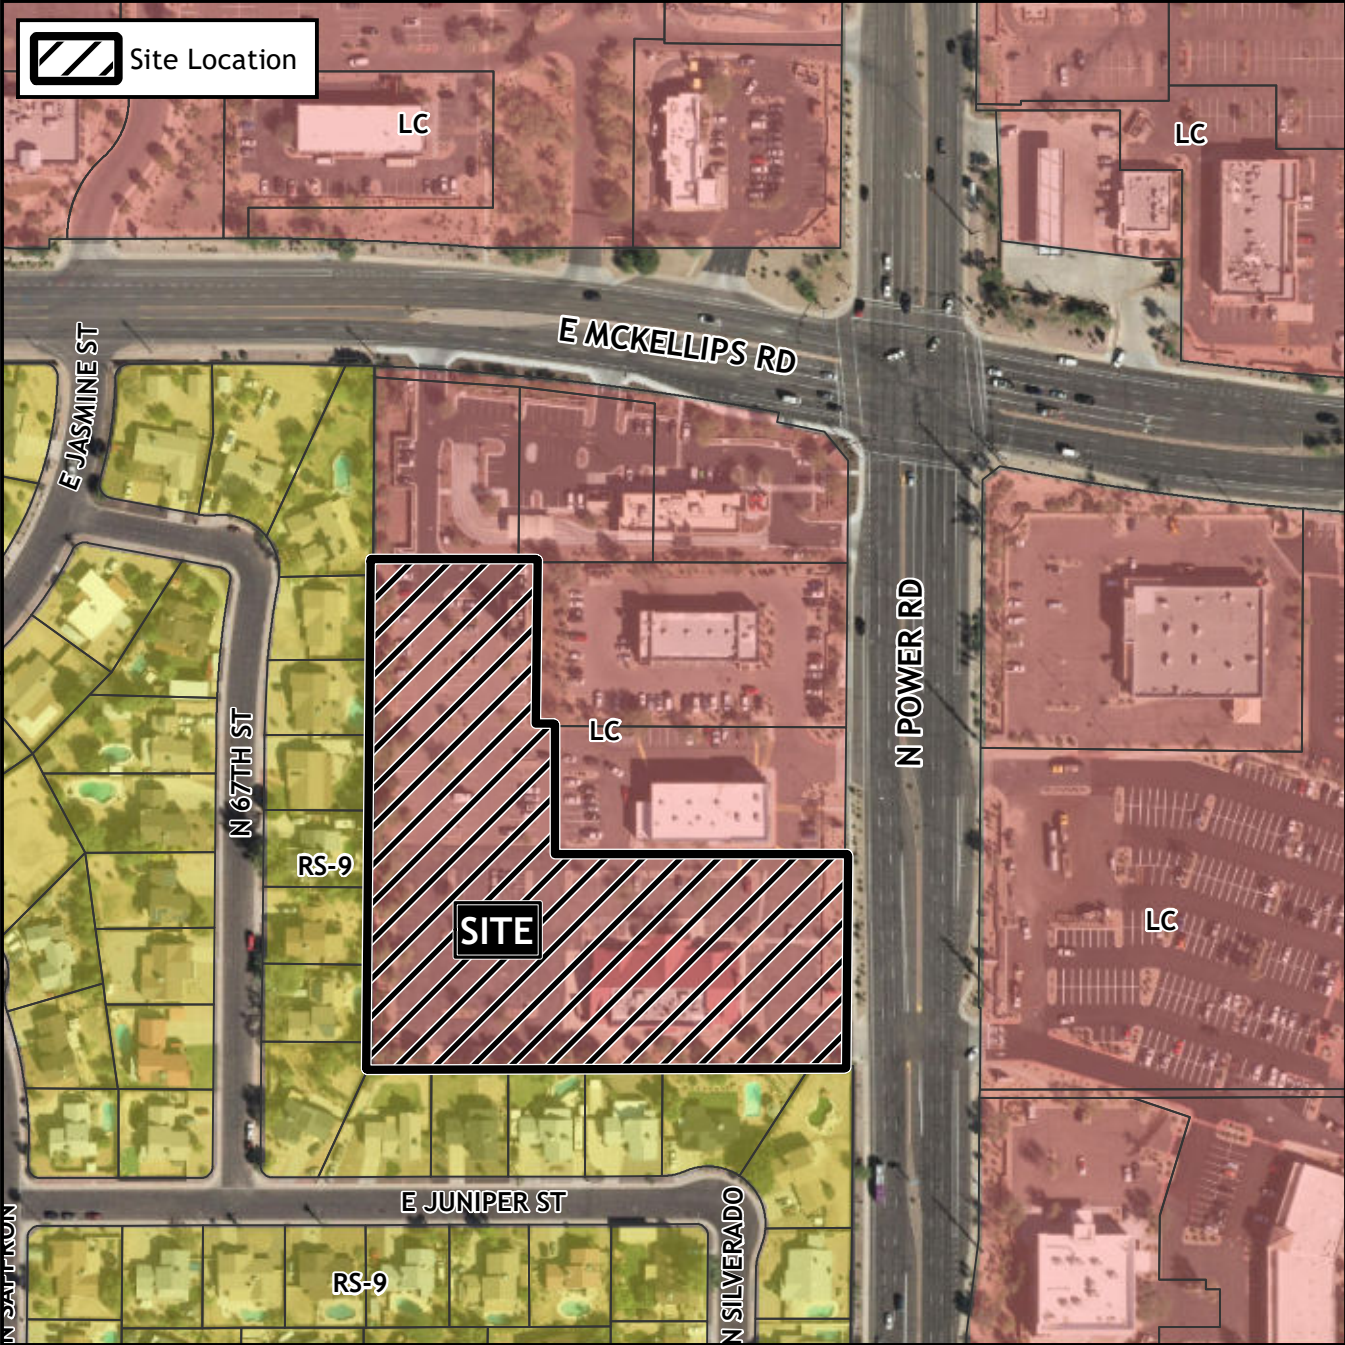 Site Location
LC
LC
E MCKELLIPS RD
E JASMINE ST
N POWER RD
N 67TH ST
LC
RS-9
SITE
LC
E JUNIPER ST
N SILVERADO
N SAFFRON
RS-9